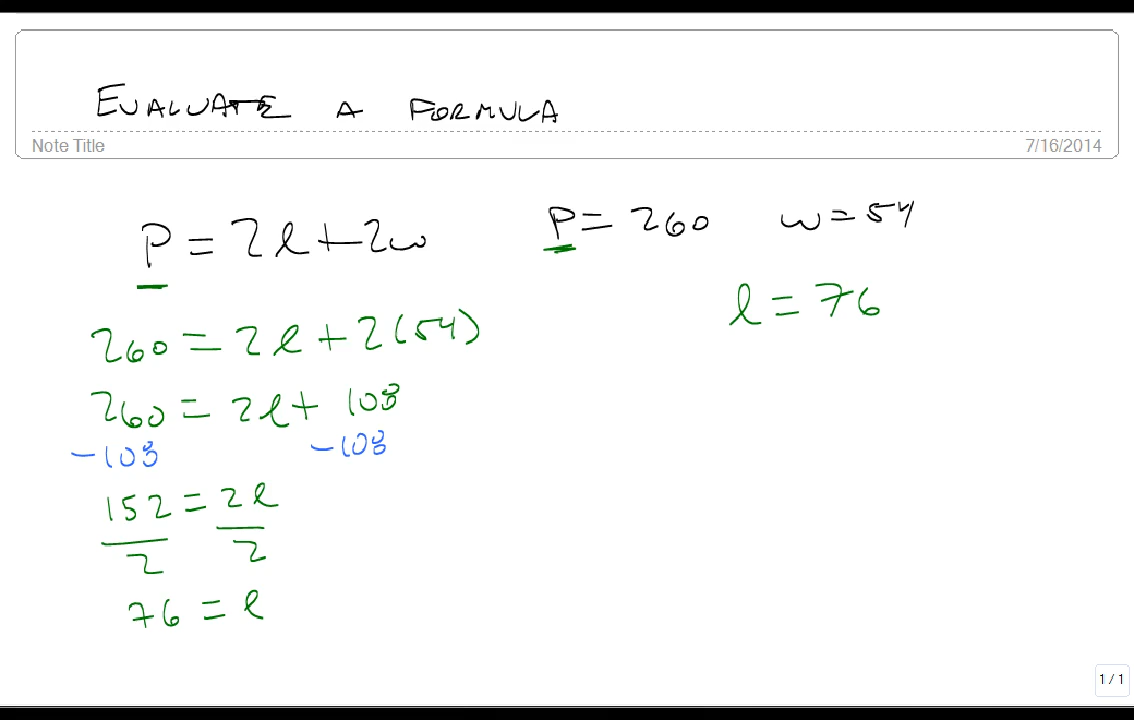 EVALUATE A FORMULA
Note Title 7/16/2014
P = 2l + 2w P = 260 w = 54
l = 76
260 = 2l + 2(54)
260 = 2l + 108
-108 -108
152 = 2l
2 2
76 = l
1 / 1